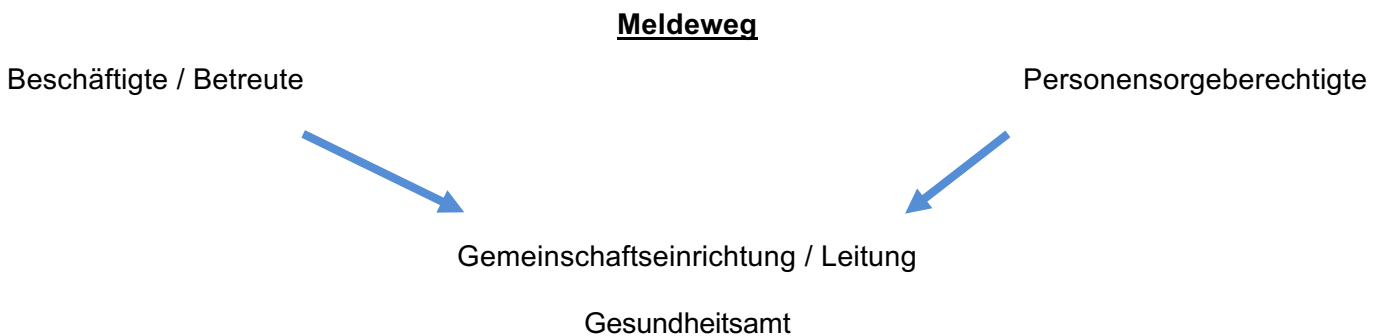 Meldeweg
Beschäftigte / Betreute
Personensorgeberechtigte
Gemeinschaftseinrichtung / Leitung
Gesundheitsamt